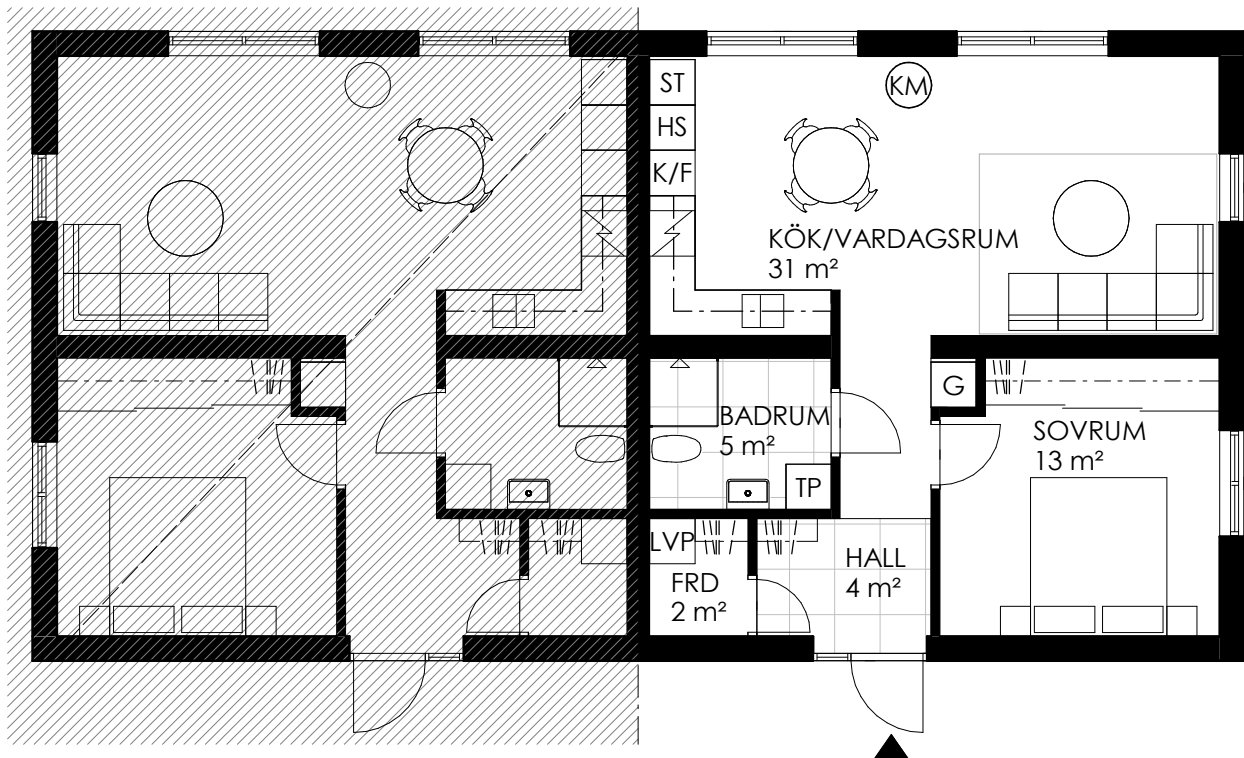 ST
KM
HS
K/F
KÖK/VARDAGSRUM
31 m²
G
BADRUM
5 m²
SOVRUM
13 m²
TP
LVP
HALL
4 m²
FRD
2 m²